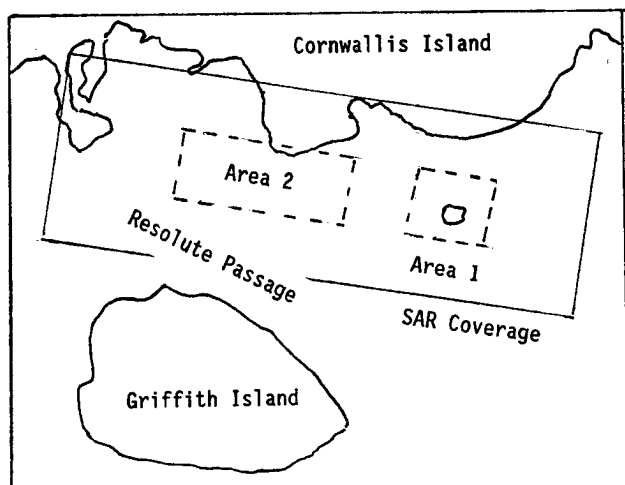 Cornwallis Island
Area 2
Area 1
Resolute Passage
SAR Coverage
Griffith Island